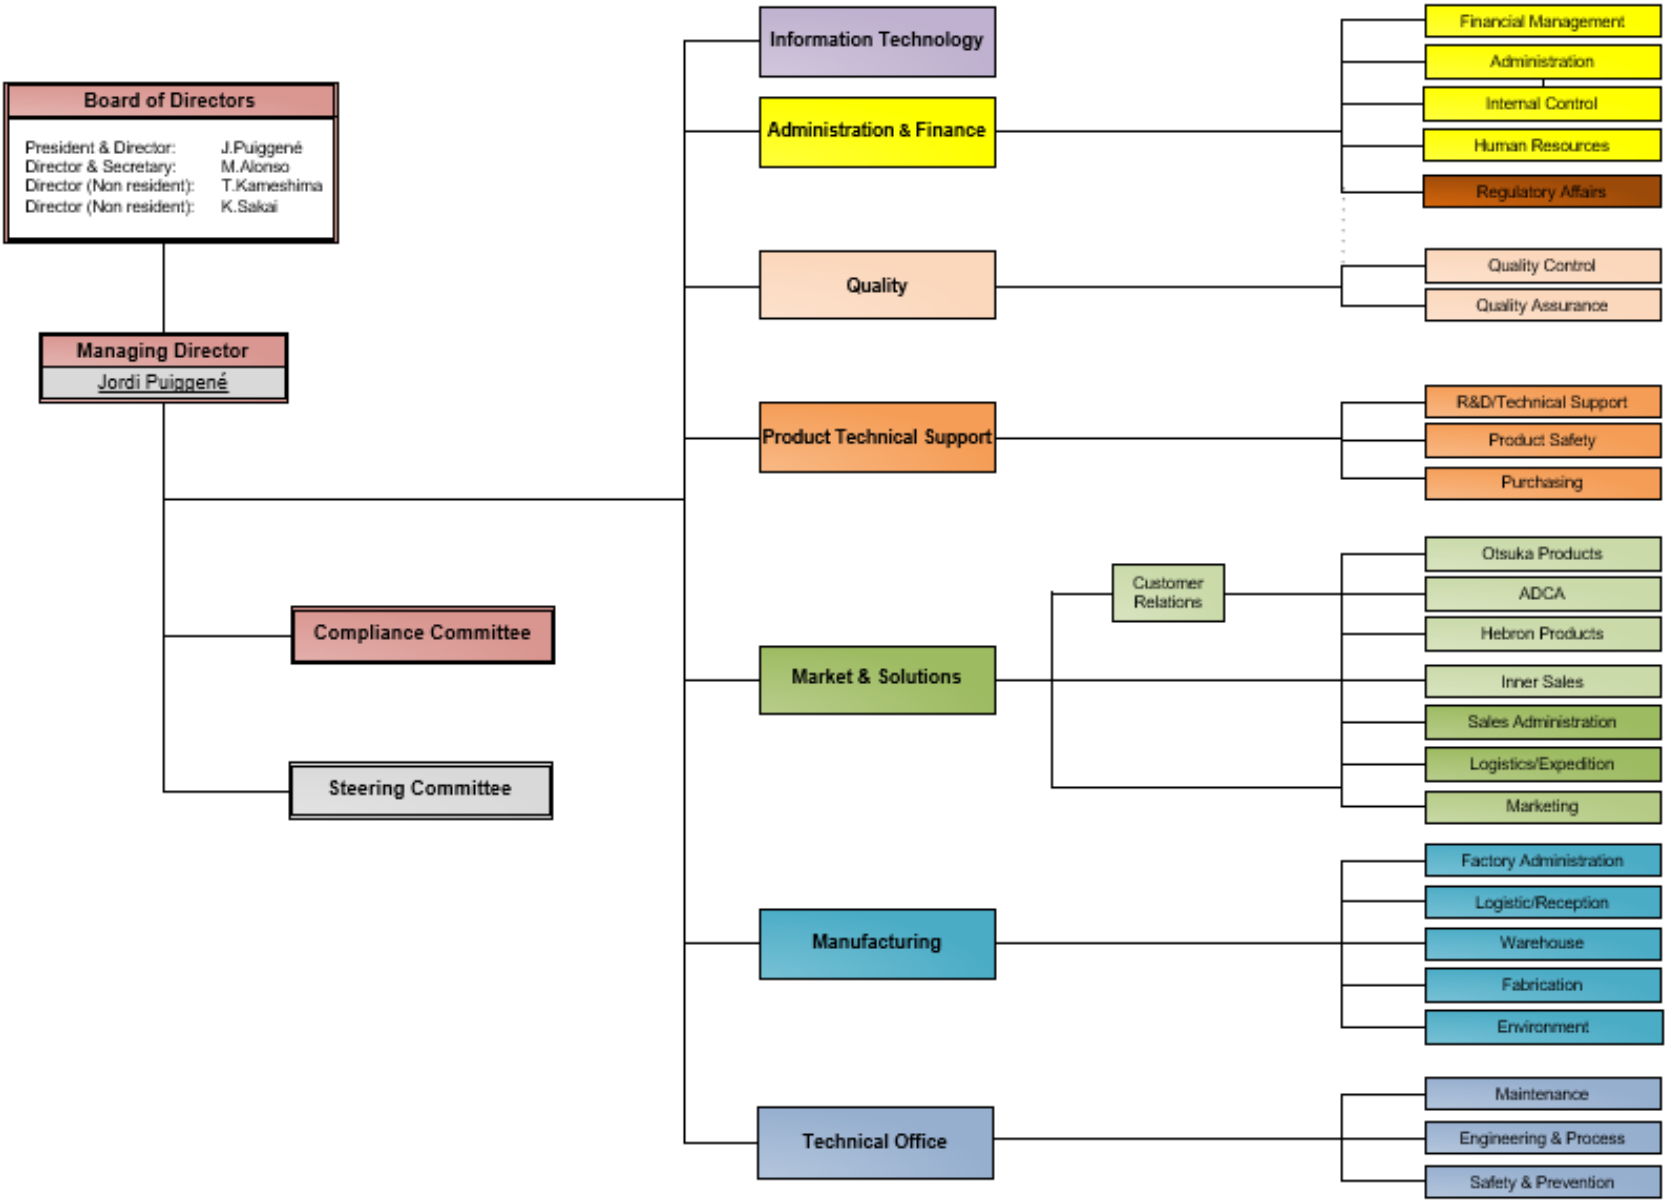 Board of Directors
President & Director: J.Puiggené
Director & Secretary: M.Alonso
Director (Non resident): T.Kameshima
Director (Non resident): K.Sakai
Managing Director
Jordi Puiggené
Compliance Committee
Steering Committee
Information Technology
Administration & Finance
Quality
Product Technical Support
Market & Solutions
Manufacturing
Technical Office
Customer
Relations
Financial Management
Administration
Internal Control
Human Resources
Regulatory Affairs
Quality Control
Quality Assurance
R&D/Technical Support
Product Safety
Purchasing
Otsuka Products
ADCA
Hebron Products
Inner Sales
Sales Administration
Logistics/Expedition
Marketing
Factory Administration
Logistic/Reception
Warehouse
Fabrication
Environment
Maintenance
Engineering & Process
Safety & Prevention